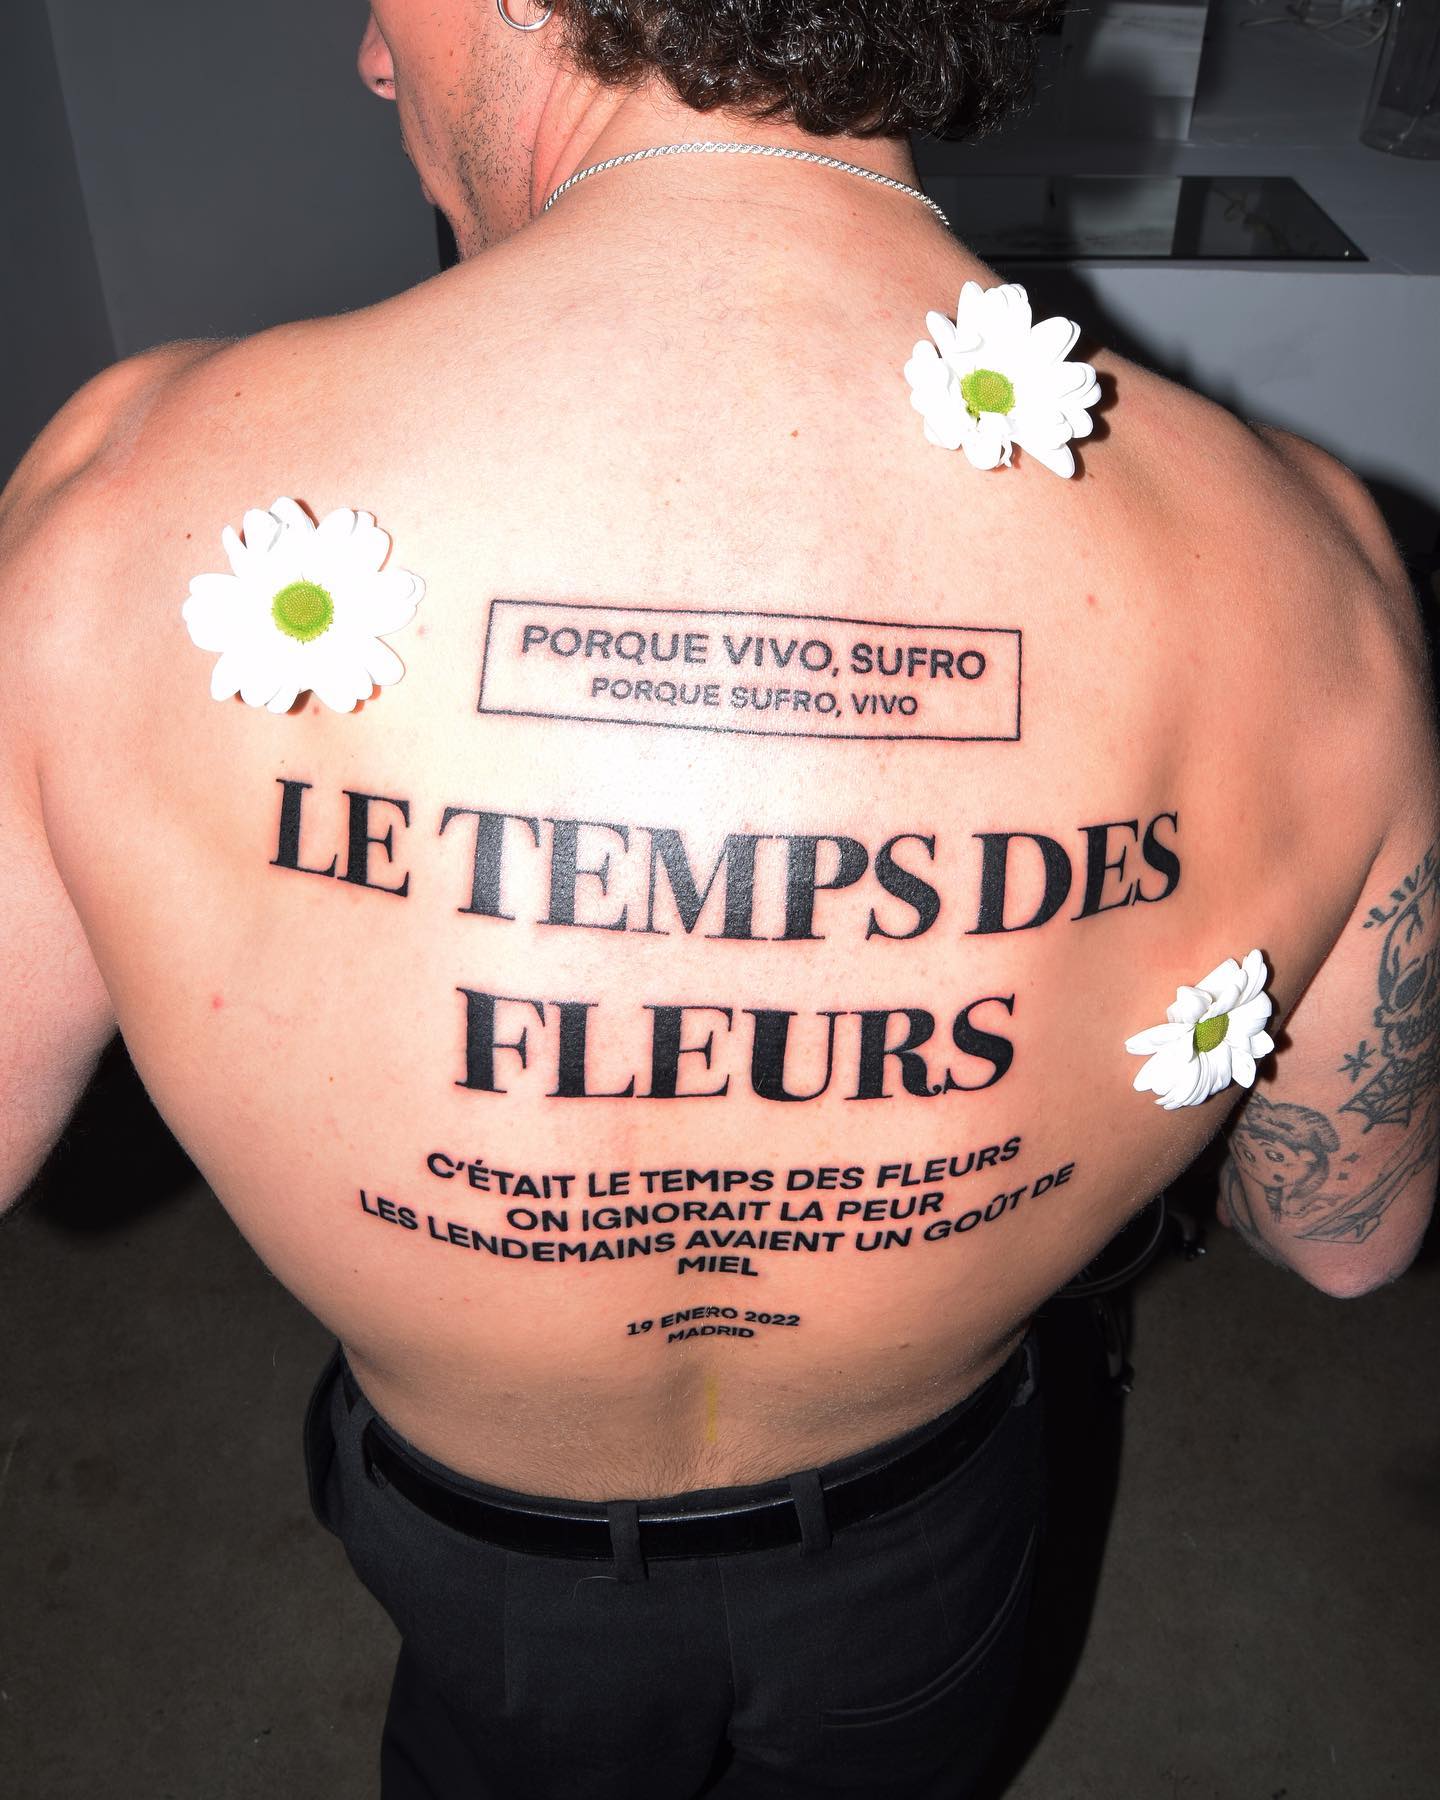 PORQUE VIVO, SUFRO
PORQUE SUFRO, VIVO
LE TEMPS DES
FLEURS
C'ÉTAIT LE TEMPS DES FLEURS
ON IGNORAIT LA PEUR
LES LENDEMAINS AVAIENT UN GOÛT DE
MIEL
19 ENERO 2022
MADRID